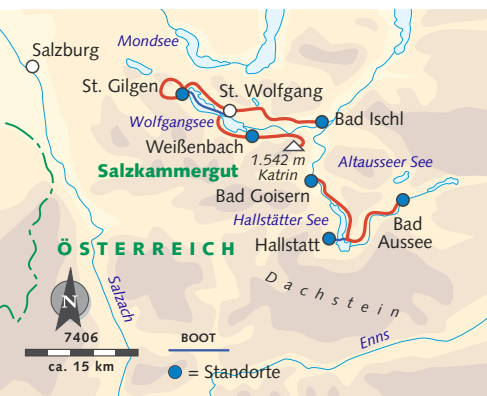 Mondsee
Salzburg
St. Gilgen
St. Wolfgang
Wolfgangsee
Bad Ischl
Weißenbach
1.542 m
Katrin
Altausseer See
Salzkammergut
Bad Goisern
Hallstätter See
Bad
Aussee
Hallstatt
ÖSTERREICH
Dachstein
Salzach
N
7406
ca. 15 km
BOOT
Enns
= Standorte